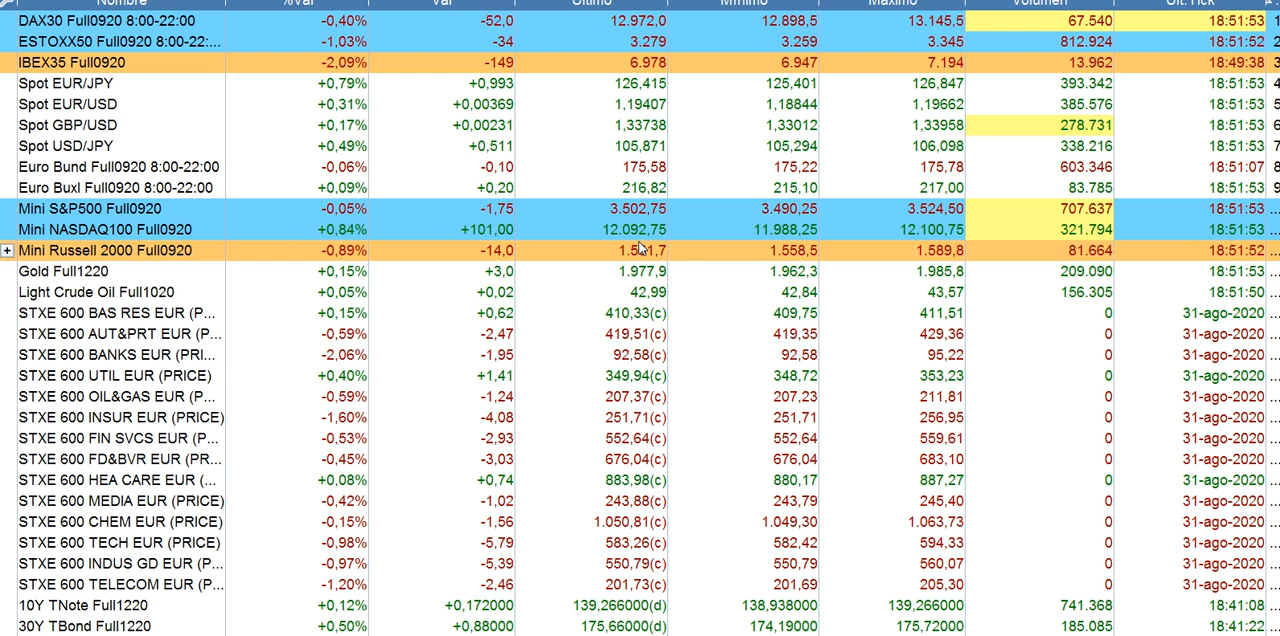 Nombre %Var Var Último Mínimo Máximo Volumen Últ. Tick
DAX30 Full0920 8:00-22:00 -0,40% -52,0 12.972,0 12.898,5 13.145,5 67.540 18:51:53 1
ESTOXX50 Full0920 8:00-22:... -1,03% -34 3.279 3.259 3.345 812.924 18:51:52 2
IBEX35 Full0920 -2,09% -149 6.978 6.947 7.194 13.962 18:49:38 3
Spot EUR/JPY +0,79% +0,993 126,415 125,401 126,847 393.342 18:51:53 4
Spot EUR/USD +0,31% +0,00369 1,19407 1,18844 1,19662 385.576 18:51:53 5
Spot GBP/USD +0,17% +0,00231 1,33738 1,33012 1,33958 278.731 18:51:53 6
Spot USD/JPY +0,49% +0,511 105,871 105,294 106,098 338.216 18:51:53 7
Euro Bund Full0920 8:00-22:00 -0,06% -0,10 175,58 175,22 175,78 603.346 18:51:07 8
Euro Buxl Full0920 8:00-22:00 +0,09% +0,20 216,82 215,10 217,00 83.785 18:51:53 9
Mini S&P500 Full0920 -0,05% -1,75 3.502,75 3.490,25 3.524,50 707.637 18:51:53 ...
Mini NASDAQ100 Full0920 +0,84% +101,00 12.092,75 11.988,25 12.100,75 321.794 18:51:53 ...
Mini Russell 2000 Full0920 -0,89% -14,0 1.558,5 1.589,8 81.664 18:51:52 ...
Gold Full1220 +0,15% +3,0 1.977,9 1.962,3 1.985,8 209.090 18:51:53 ...
Light Crude Oil Full1020 +0,05% +0,02 42,99 42,84 43,57 156.305 18:51:50 ...
STXE 600 BAS RES EUR (P... +0,15% +0,62 410,33(c) 409,75 411,51 0 31-ago-2020 ...
STXE 600 AUT&PRT EUR (P... -0,59% -2,47 419,51(c) 419,35 429,36 0 31-ago-2020 ...
STXE 600 BANKS EUR (PRI... -2,06% -1,95 92,58(c) 92,58 95,22 0 31-ago-2020 ...
STXE 600 UTIL EUR (PRICE) +0,40% +1,41 349,94(c) 348,72 353,23 0 31-ago-2020 ...
STXE 600 OIL&GAS EUR (P... -0,59% -1,24 207,37(c) 207,23 211,81 0 31-ago-2020 ...
STXE 600 INSUR EUR (PRICE) -1,60% -4,08 251,71(c) 251,71 256,95 0 31-ago-2020 ...
STXE 600 FIN SVCS EUR (P... -0,53% -2,93 552,64(c) 552,64 559,61 0 31-ago-2020 ...
STXE 600 FD&BVR EUR (PR... -0,45% -3,03 676,04(c) 676,04 683,10 0 31-ago-2020 ...
STXE 600 HEA CARE EUR (... +0,08% +0,74 883,98(c) 880,17 887,27 0 31-ago-2020 ...
STXE 600 MEDIA EUR (PRICE) -0,42% -1,02 243,88(c) 243,79 245,40 0 31-ago-2020 ...
STXE 600 CHEM EUR (PRICE) -0,15% -1,56 1.050,81(c) 1.049,30 1.063,73 0 31-ago-2020 ...
STXE 600 TECH EUR (PRICE) -0,98% -5,79 583,26(c) 582,42 594,33 0 31-ago-2020 ...
STXE 600 INDUS GD EUR (P... -0,97% -5,39 550,79(c) 550,79 560,07 0 31-ago-2020 ...
STXE 600 TELECOM EUR (P... -1,20% -2,46 201,73(c) 201,69 205,30 0 31-ago-2020 ...
10Y TNote Full1220 +0,12% +0,172000 139,266000(d) 138,938000 139,266000 741.368 18:41:08 ...
30Y TBond Full1220 +0,50% +0,88000 175,66000(d) 174,19000 175,72000 185.085 18:41:22 ...